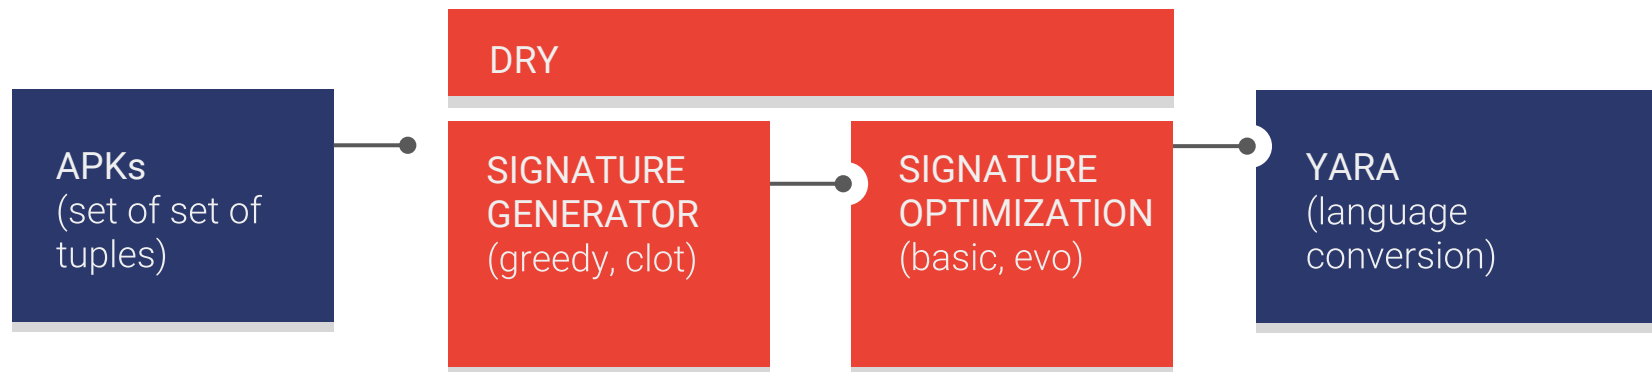 DRY
APKs
(set of set of
tuples)
SIGNATURE
GENERATOR
(greedy, clot)
SIGNATURE
OPTIMIZATION
(basic, evo)
YARA
(language
conversion)